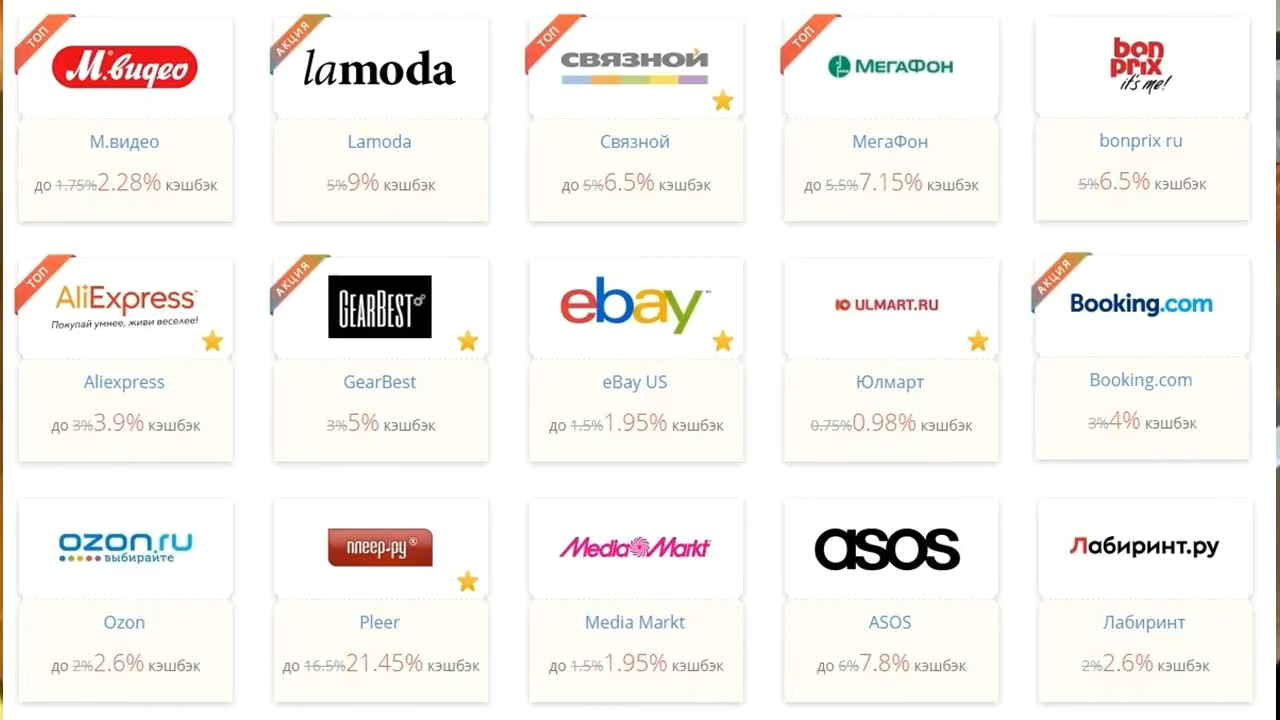 ТОП
М.видео
М.видео
до 1.75%2.28% кэшбэк
АКЦИЯ
lamoda
Lamoda
5%9% кэшбэк
ТОП
СВЯЗНОЙ
Связной
до 5%6.5% кэшбэк
ТОП
МЕГАФОН
МегаФон
до 5.5%7.15% кэшбэк
bon
prix
it's me!
bonprix ru
5%6.5% кэшбэк
ТОП
AliExpress
Покупай умнее, живи веселее!
Aliexpress
до 3%3.9% кэшбэк
АКЦИЯ
GEARBEST
GearBest
3%5% кэшбэк
ebay™
eBay US
до 1.5%1.95% кэшбэк
ULMART.RU
Юлмарт
0.75%0.98% кэшбэк
АКЦИЯ
Booking.com
Booking.com
3%4% кэшбэк
OZON.RU
выбирайте
Ozon
до 2%2.6% кэшбэк
плеер.ру®
Pleer
до 16.5%21.45% кэшбэк
Media Markt
Media Markt
до 1.5%1.95% кэшбэк
asos
ASOS
до 6%7.8% кэшбэк
Лабиринт.ру
Лабиринт
2%2.6% кэшбэк